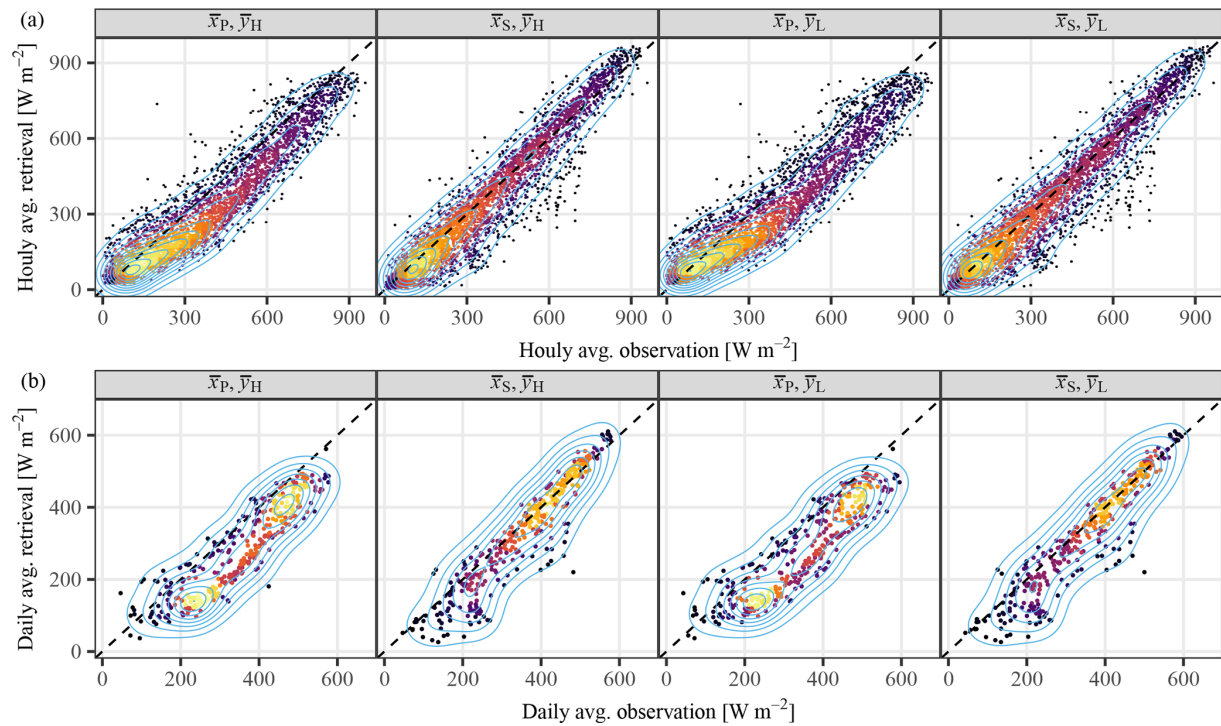 (a)
x̄P, ȳH x̄S, ȳH x̄P, ȳL x̄S, ȳL
Houly avg. retrieval [W m−2]
900
600
300
0
0 300 600 900 0 300 600 900 0 300 600 900 0 300 600 900
Houly avg. observation [W m−2]
(b)
x̄P, ȳH x̄S, ȳH x̄P, ȳL x̄S, ȳL
Daily avg. retrieval [W m−2]
600
400
200
0
0 200 400 600 0 200 400 600 0 200 400 600 0 200 400 600
Daily avg. observation [W m−2]